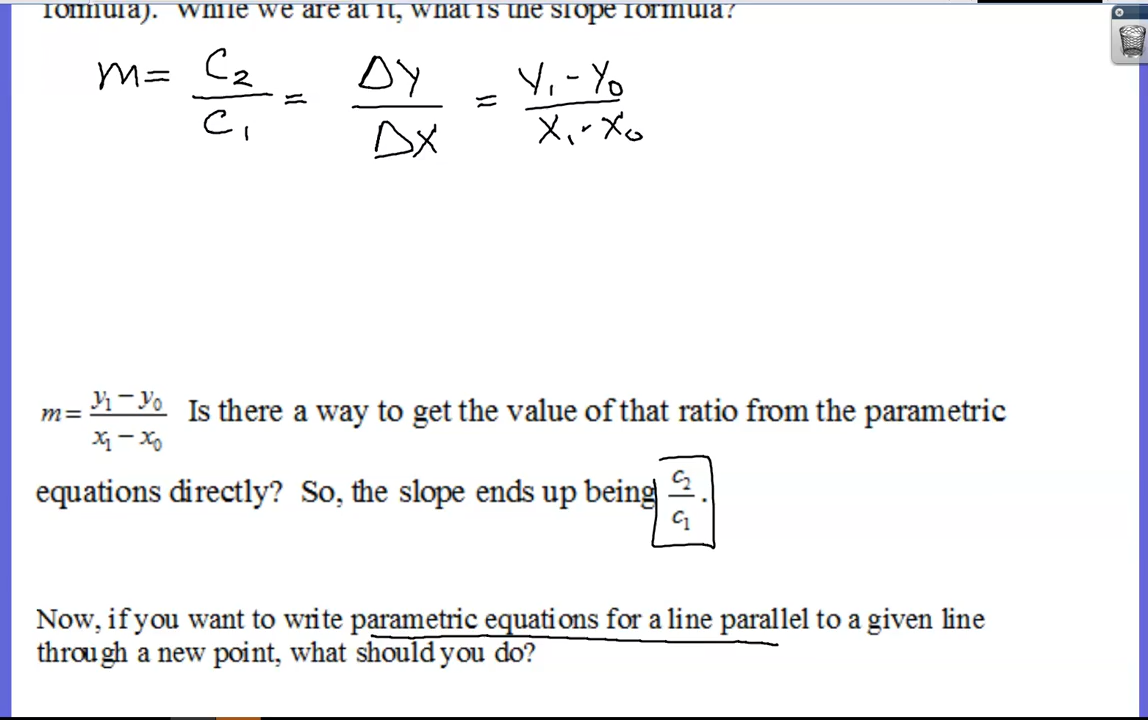 formula). While we are at it, what is the slope formula?
m = C₂/C₁ = ΔY/ΔX = (Y₁ - Y₀)/(X₁ - X₀)
m = (y₁ − y₀)/(x₁ − x₀) Is there a way to get the value of that ratio from the parametric
equations directly? So, the slope ends up being c₂/c₁.
Now, if you want to write parametric equations for a line parallel to a given line
through a new point, what should you do?